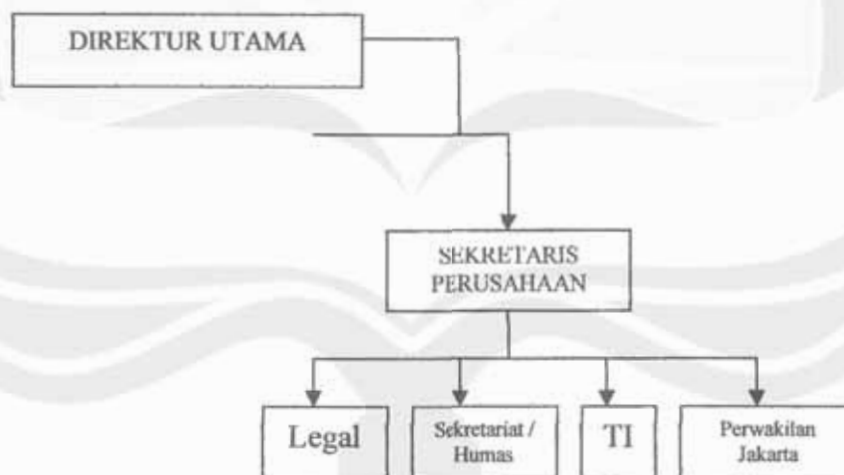 DIREKTUR UTAMA
SEKRETARIS
PERUSAHAAN
Legal
Sekretariat /
Humas
TI
Perwakilan
Jakarta